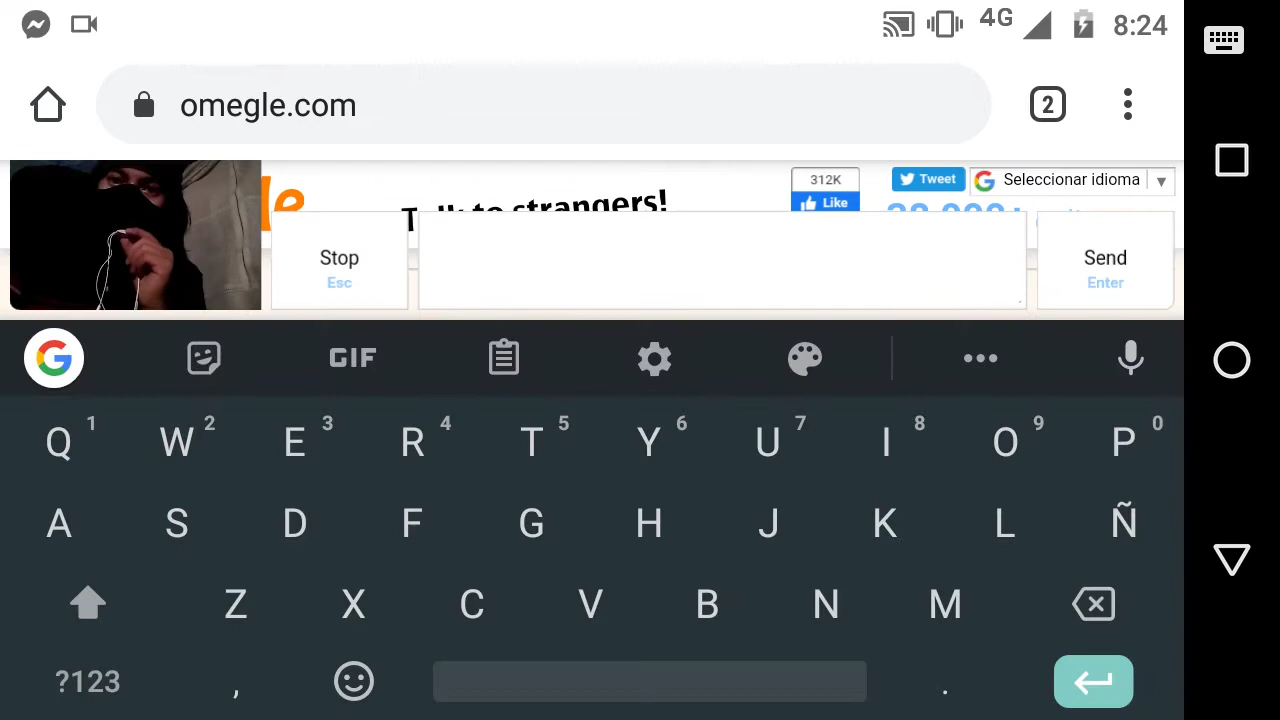 4G 8:24
omegle.com 2
le Talk to strangers! 312K Like Tweet Seleccionar idioma
Stop Send
Esc Enter
G GIF
Q 1 W 2 E 3 R 4 T 5 Y 6 U 7 I 8 O 9 P 0
A S D F G H J K L Ñ
Z X C V B N M
?123 , .